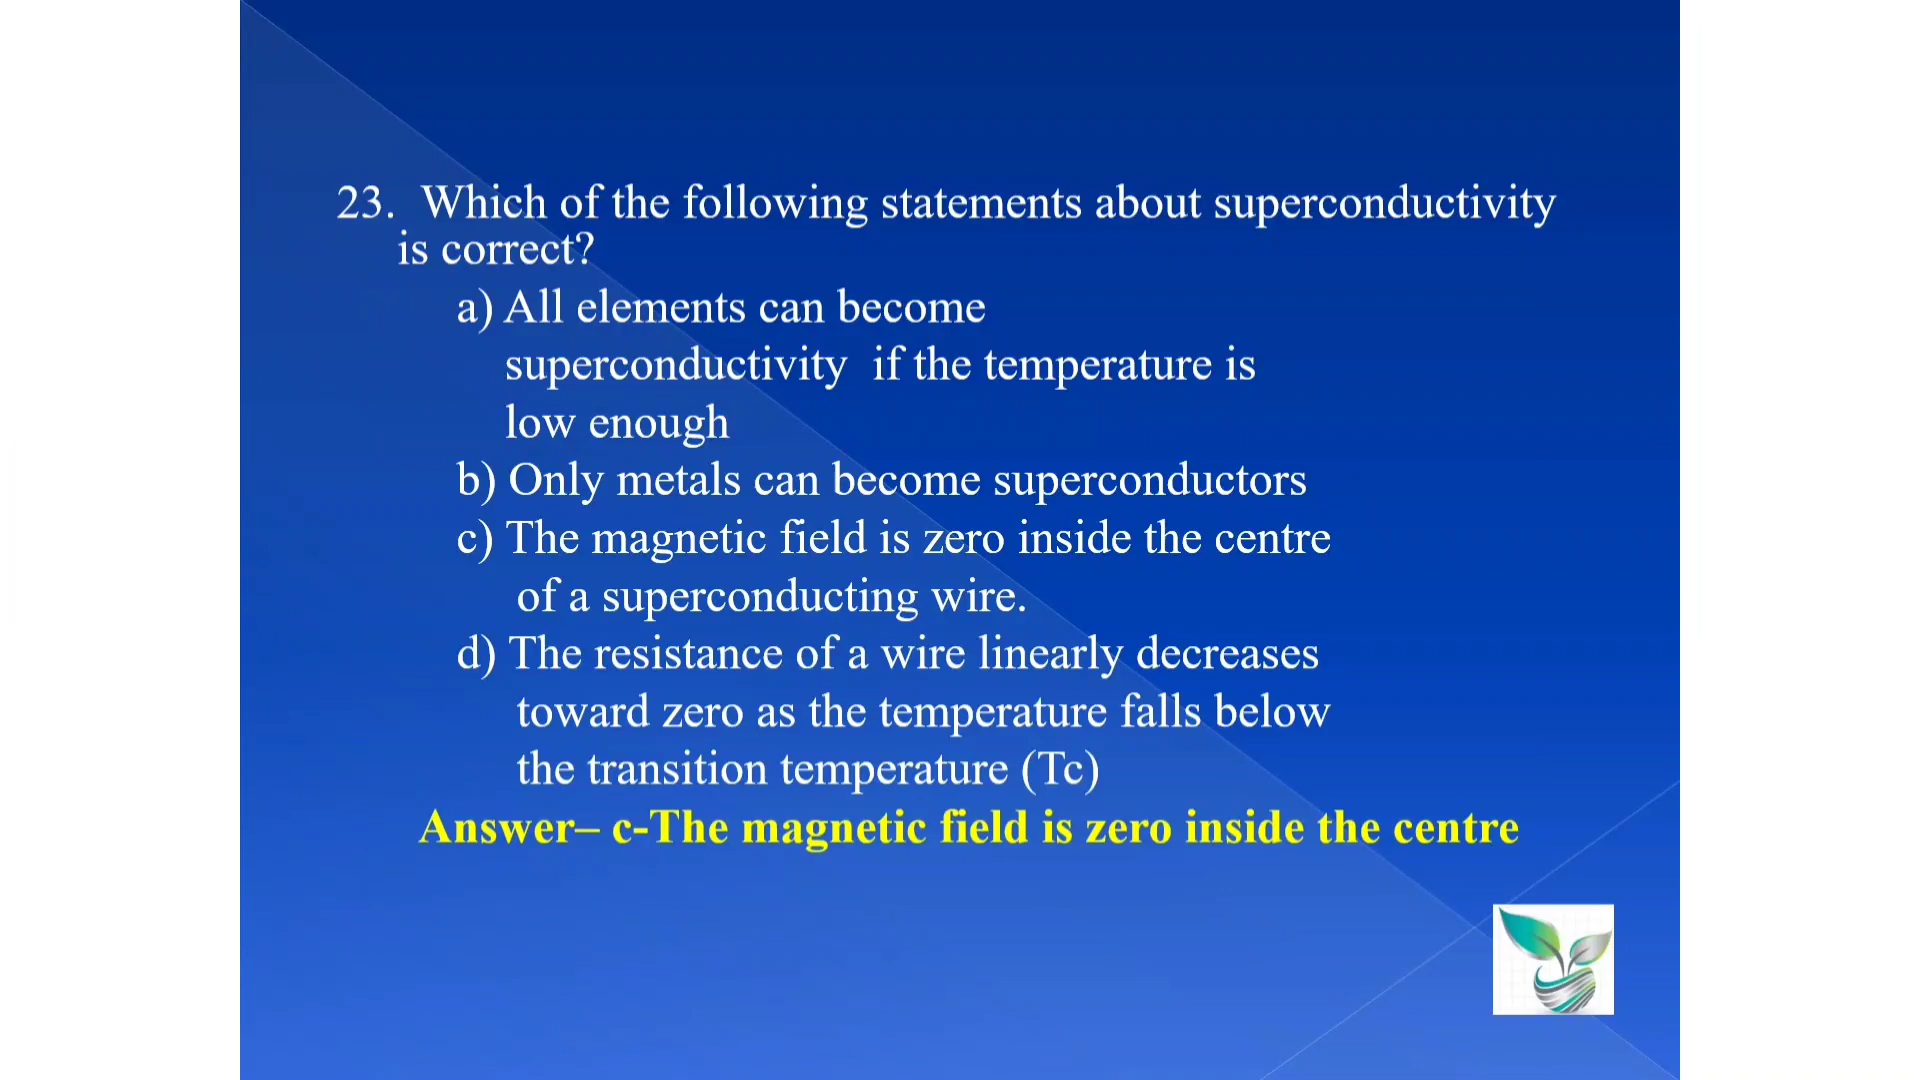 23. Which of the following statements about superconductivity
is correct?
a) All elements can become
superconductivity if the temperature is
low enough
b) Only metals can become superconductors
c) The magnetic field is zero inside the centre
of a superconducting wire.
d) The resistance of a wire linearly decreases
toward zero as the temperature falls below
the transition temperature (Tc)
Answer– c-The magnetic field is zero inside the centre